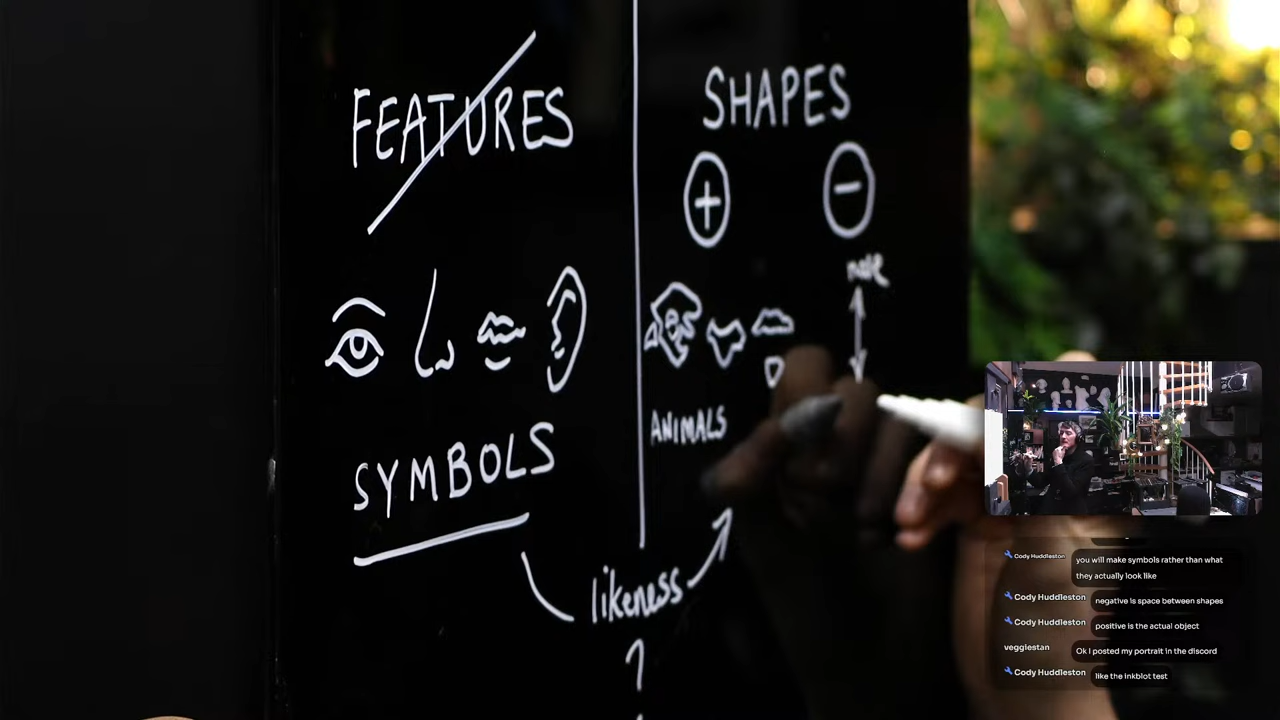 FEATURES
SYMBOLS
SHAPES
+
−
nose
ANIMALS
likeness
Cody Huddleston
you will make symbols rather than what
they actually look like
Cody Huddleston
negative is space between shapes
Cody Huddleston
positive is the actual object
veggiestan
Ok I posted my portrait in the discord
Cody Huddleston
like the inkblot test